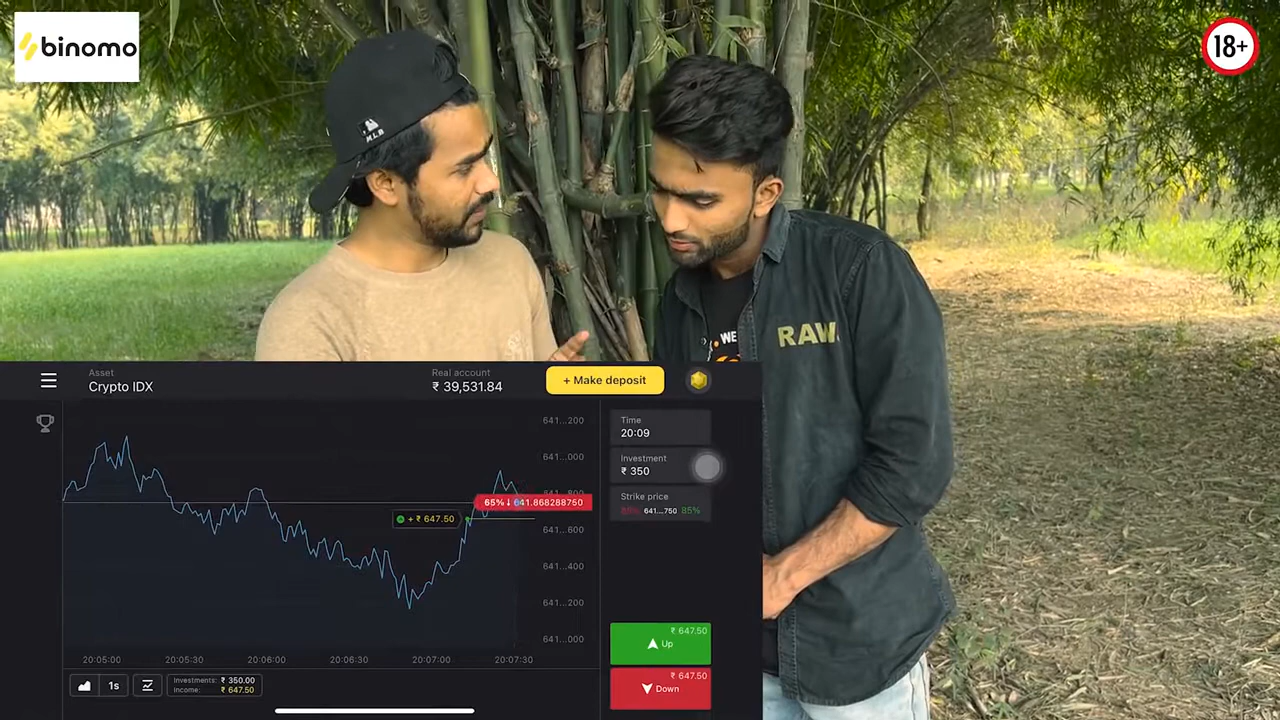 binomo
18+
M.L.B
RAW.
WE
Asset
Crypto IDX
Real account
₹ 39,531.84
+ Make deposit
641...200
641...000
641...600
641...400
641...200
641...000
65% ↓ 641.868288750
+ ₹ 647.50
Time
20:09
Investment
₹ 350
Strike price
641...750 85%
₹ 647.50
Up
₹ 647.50
Down
20:05:00 20:05:30 20:06:00 20:06:30 20:07:00 20:07:30
1s
Investments: ₹ 350.00
Income: ₹ 647.50